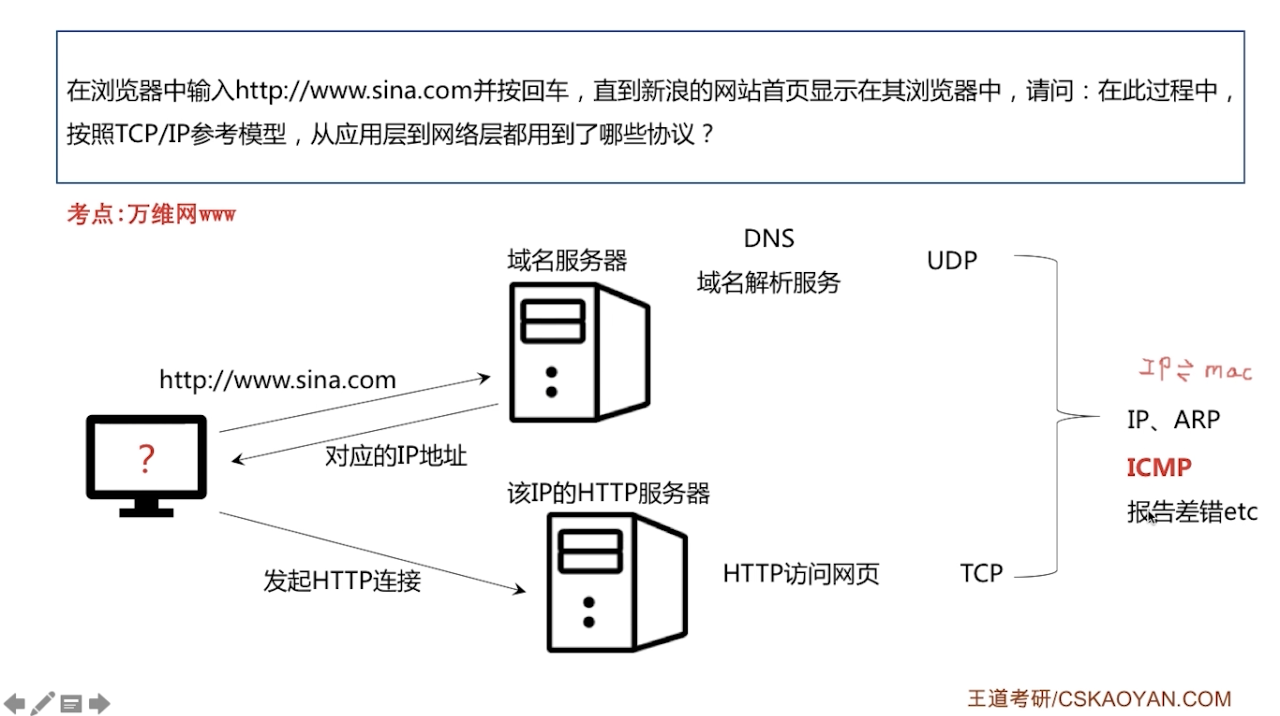 在浏览器中输入http://www.sina.com并按回车，直到新浪的网站首页显示在其浏览器中，请问：在此过程中，
按照TCP/IP参考模型，从应用层到网络层都用到了哪些协议？
考点:万维网www
域名服务器
DNS
域名解析服务
UDP
http://www.sina.com
对应的IP地址
?
IP⇌mac
IP、ARP
ICMP
报告差错etc
该IP的HTTP服务器
发起HTTP连接
HTTP访问网页
TCP
王道考研/CSKAOYAN.COM